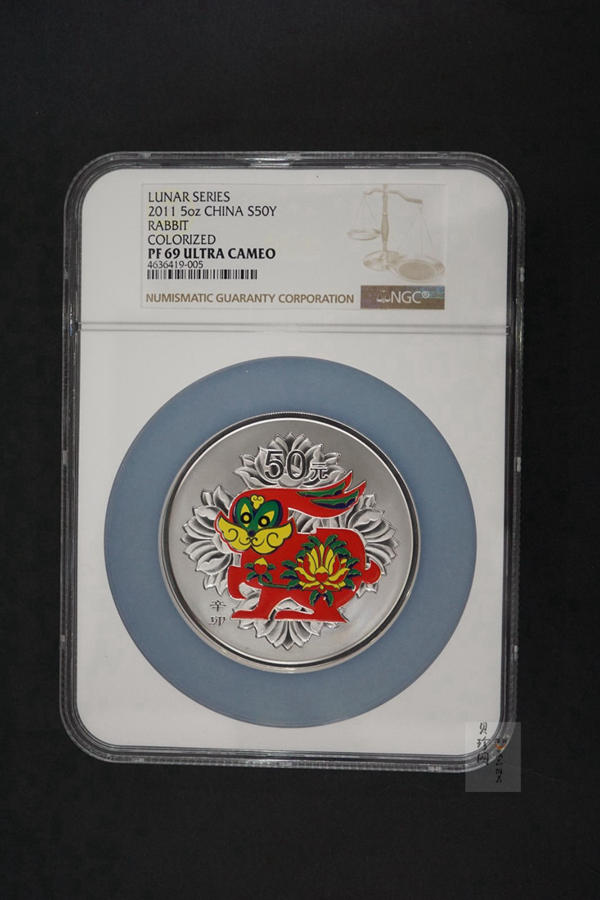 LUNAR SERIES
2011 5oz CHINA S50Y
RABBIT
COLORIZED
PF 69 ULTRA CAMEO
4636419-005
NUMISMATIC GUARANTY CORPORATION
NGC®
50元
辛
卯